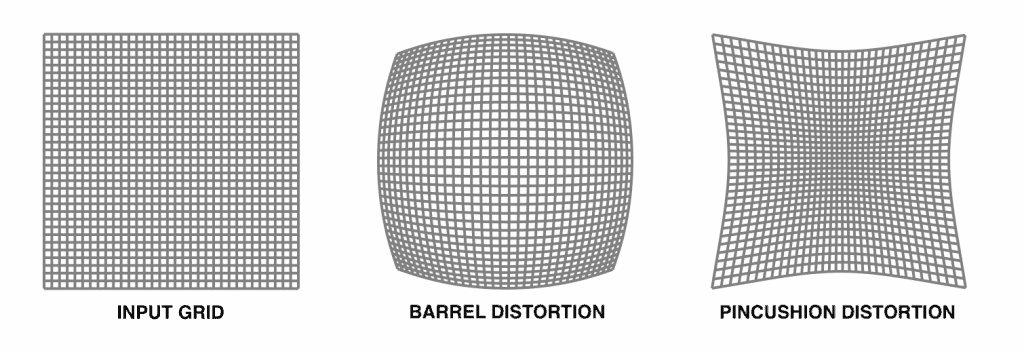 INPUT GRID
BARREL DISTORTION
PINCUSHION DISTORTION